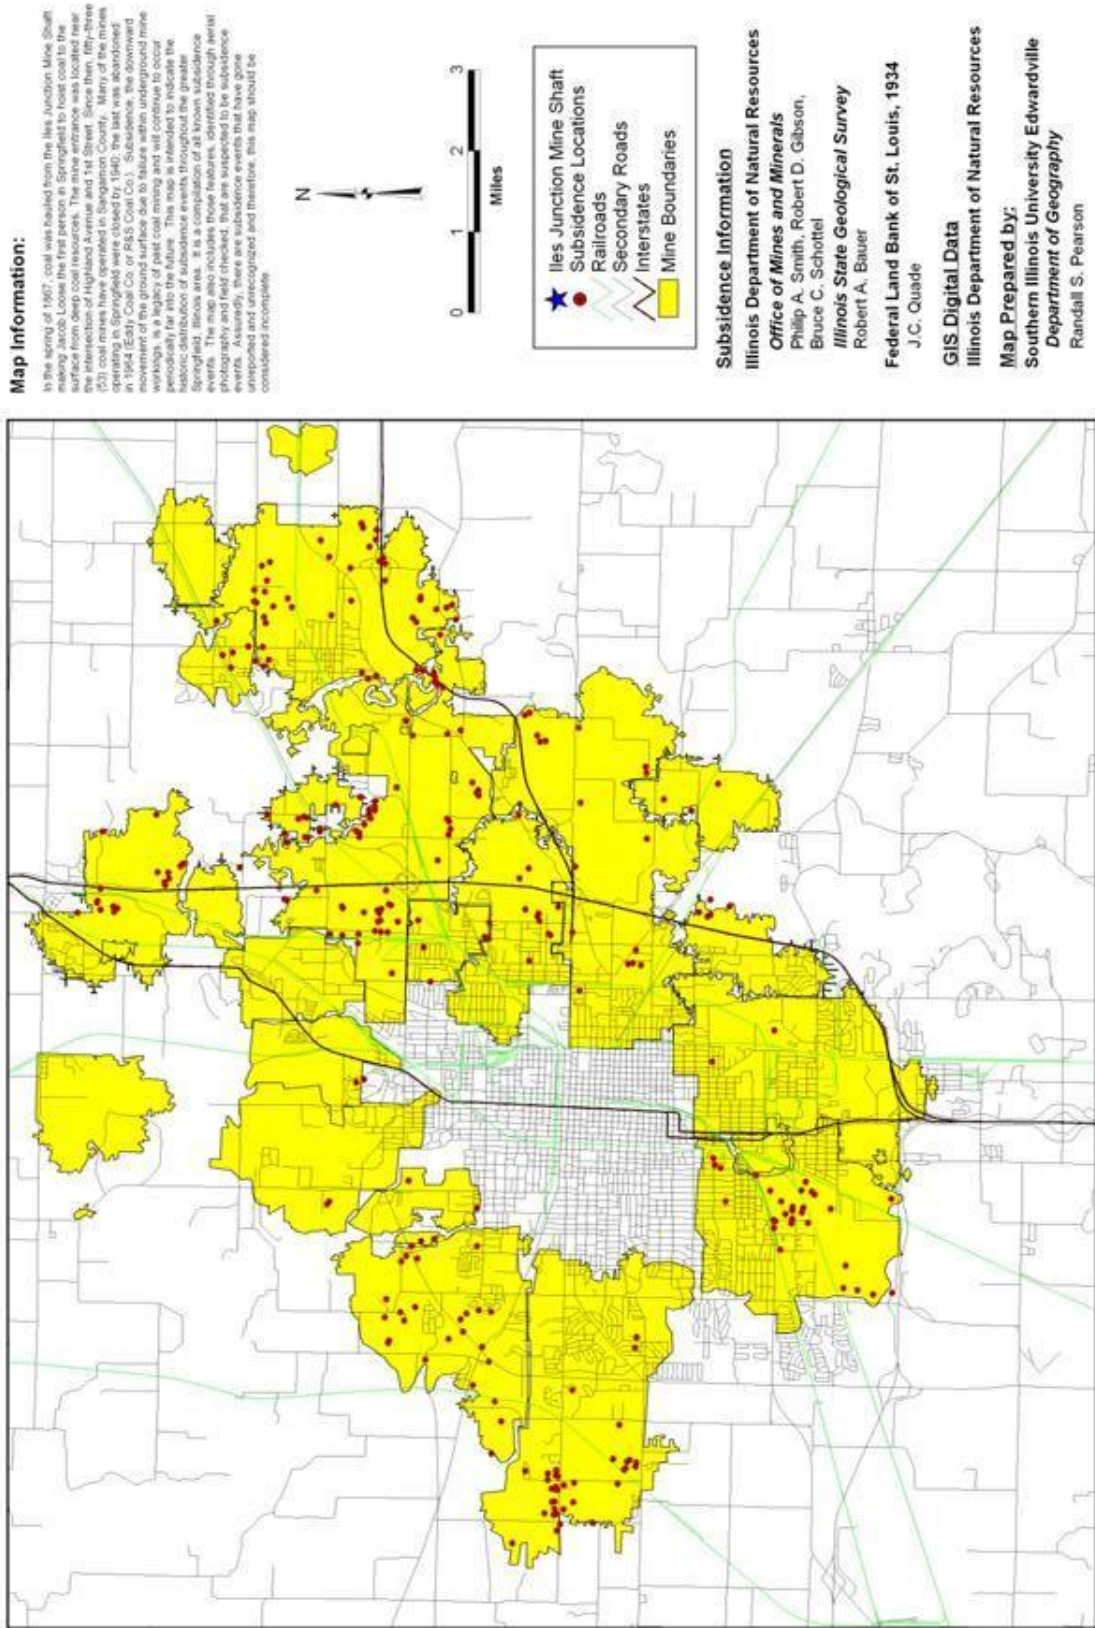 Map Information:
In the spring of 1867, coal was hauled from the Iles Junction Mine Shaft
making Jacob Loose the first person in Springfield to hoist coal to the
surface from deep coal resources. The mine entrance was located near
the intersection of Highland Avenue and 1st Street. Since then, fifty-three
(53) coal mines have operated in Sangamon County. Many of the mines
operating in Springfield were closed by 1940; the last was abandoned
in 1964 (Eddy Coal Co. or R&S Coal Co.). Subsidence, the downward
movement of the ground surface due to failure within underground mine
workings, is a legacy of past coal mining and will continue to occur
periodically far into the future. This map is intended to indicate the
historic distribution of subsidence events throughout the greater
Springfield, Illinois area. It is a compilation of all known subsidence
events. The map also includes those features, identified through aerial
photography and field checked, that are suspected to be subsidence
events. Assuredly, there are subsidence events that have gone
unreported and unrecognized and therefore, this map should be
considered incomplete.
N
0 1 2 3
Miles
Iles Junction Mine Shaft
Subsidence Locations
Railroads
Secondary Roads
Interstates
Mine Boundaries
Subsidence Information
Illinois Department of Natural Resources
Office of Mines and Minerals
Philip A. Smith, Robert D. Gibson,
Bruce C. Schottel
Illinois State Geological Survey
Robert A. Bauer
Federal Land Bank of St. Louis, 1934
J.C. Quade
GIS Digital Data
Illinois Department of Natural Resources
Map Prepared by:
Southern Illinois University Edwardville
Department of Geography
Randall S. Pearson